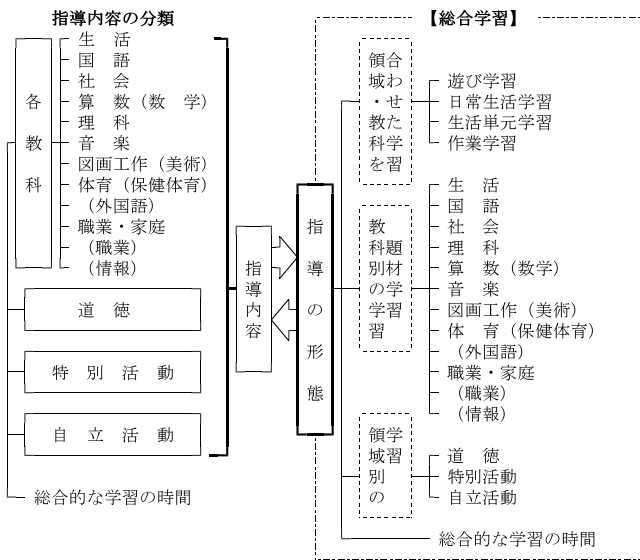 指導内容の分類
各教科
生 活
国 語
社 会
算 数（数 学）
理 科
音 楽
図画工作（美術）
体育（保健体育）
（外国語）
職業・家庭
（職業）
（情報）
道 徳
特 別 活 動
自 立 活 動
総合的な学習の時間
指導内容
指導の形態
【総合学習】
領域・教科を
合わせた学習
遊び学習
日常生活学習
生活単元学習
作業学習
教科別の学習
題材学習
生 活
国 語
社 会
理 科
算 数（数学）
音 楽
図画工作（美術）
体 育（保健体育）
（外国語）
職業・家庭
（職業）
（情報）
領域別の
学習
道 徳
特別活動
自立活動
総合的な学習の時間